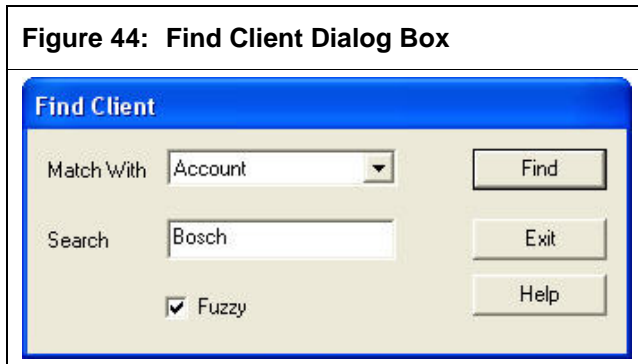 Figure 44: Find Client Dialog Box
Find Client
Match With Account Find
Search Bosch Exit
Fuzzy Help